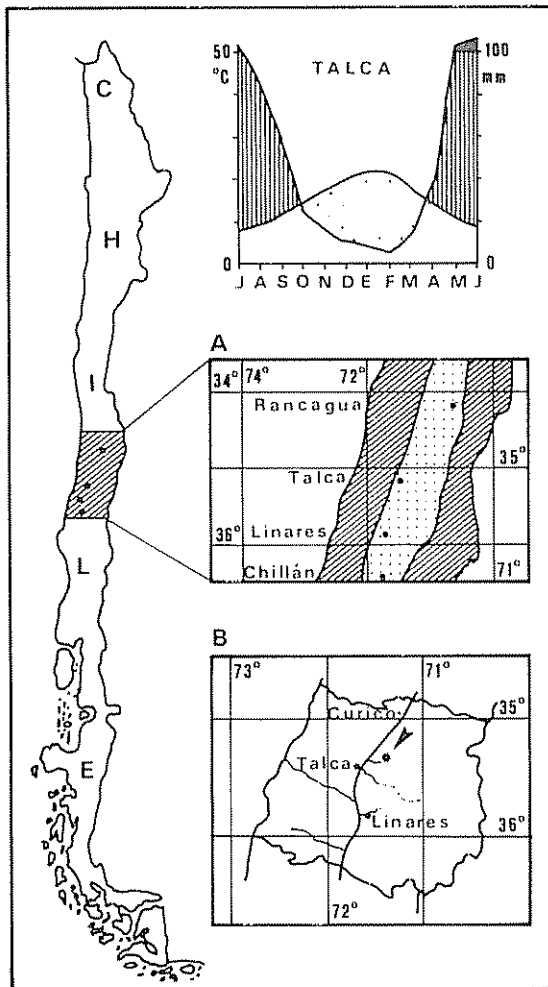 C
H
I
L
E
TALCA
50 100
°C mm
0 0
J A S O N D E F M A M J
A
34° 74° 72°
Rancagua
Talca 35°
Linares
36°
Chillán 71°
B
73° 71°
Curicó 35°
Talca
Linares
36°
72°